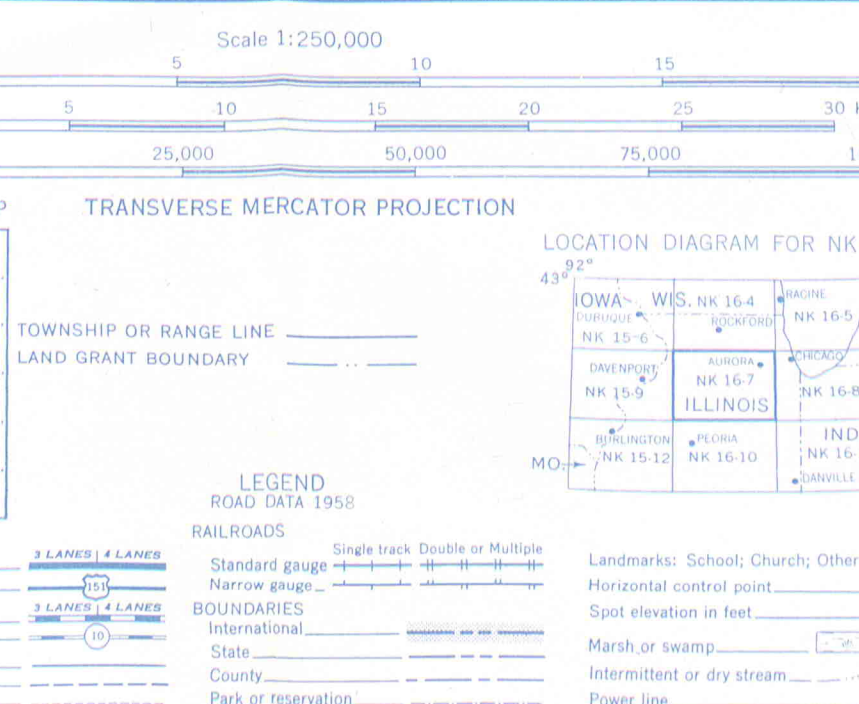 Scale 1:250,000
5 10 15
5 10 15 20 25 30
25,000 50,000 75,000
TRANSVERSE MERCATOR PROJECTION
LOCATION DIAGRAM FOR NK
92°
43°
IOWA WIS. NK 16-4 RACINE
DUBUQUE ROCKFORD NK 16-5
NK 15-6
TOWNSHIP OR RANGE LINE
LAND GRANT BOUNDARY
DAVENPORT AURORA CHICAGO
NK 15-9 NK 16-7 NK 16-8
ILLINOIS
BURLINGTON PEORIA IND
MO. NK 15-12 NK 16-10 NK 16-
DANVILLE
LEGEND
ROAD DATA 1958
RAILROADS
Single track Double or Multiple
Standard gauge
Narrow gauge
BOUNDARIES
International
State
County
Park or reservation
3 LANES | 4 LANES
151
3 LANES | 4 LANES
10
Landmarks: School; Church; Other
Horizontal control point
Spot elevation in feet
Marsh or swamp
Intermittent or dry stream
Power line